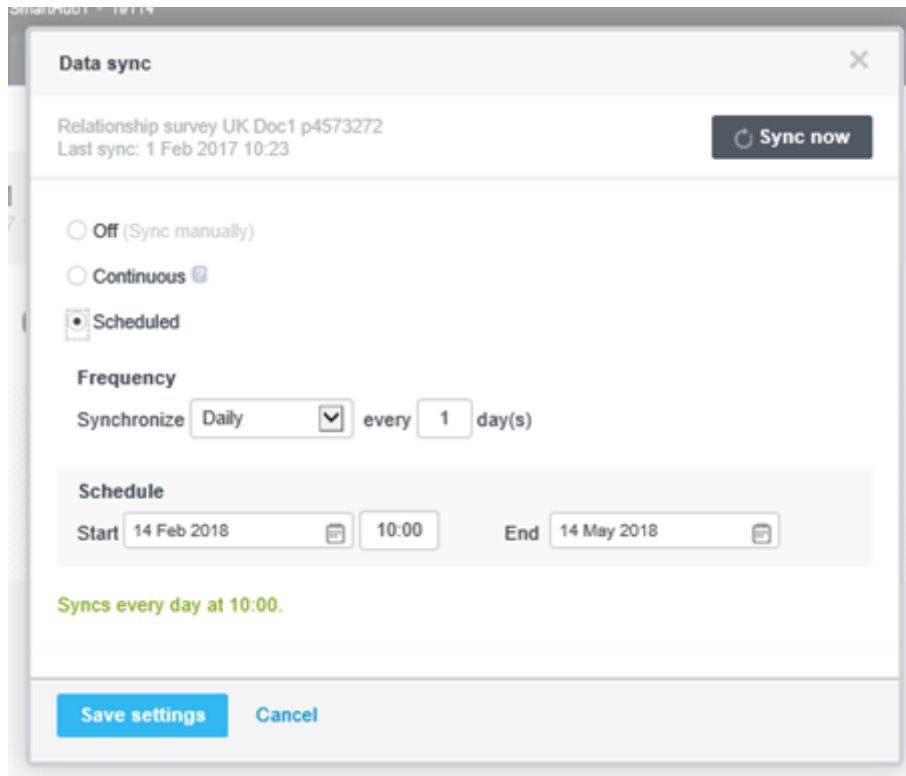 SmartHub1 - 19114
Data sync
Relationship survey UK Doc1 p4573272
Last sync: 1 Feb 2017 10:23
Sync now
Off (Sync manually)
Continuous ?
Scheduled
Frequency
Synchronize Daily every 1 day(s)
Schedule
Start 14 Feb 2018 10:00 End 14 May 2018
Syncs every day at 10:00.
Save settings Cancel